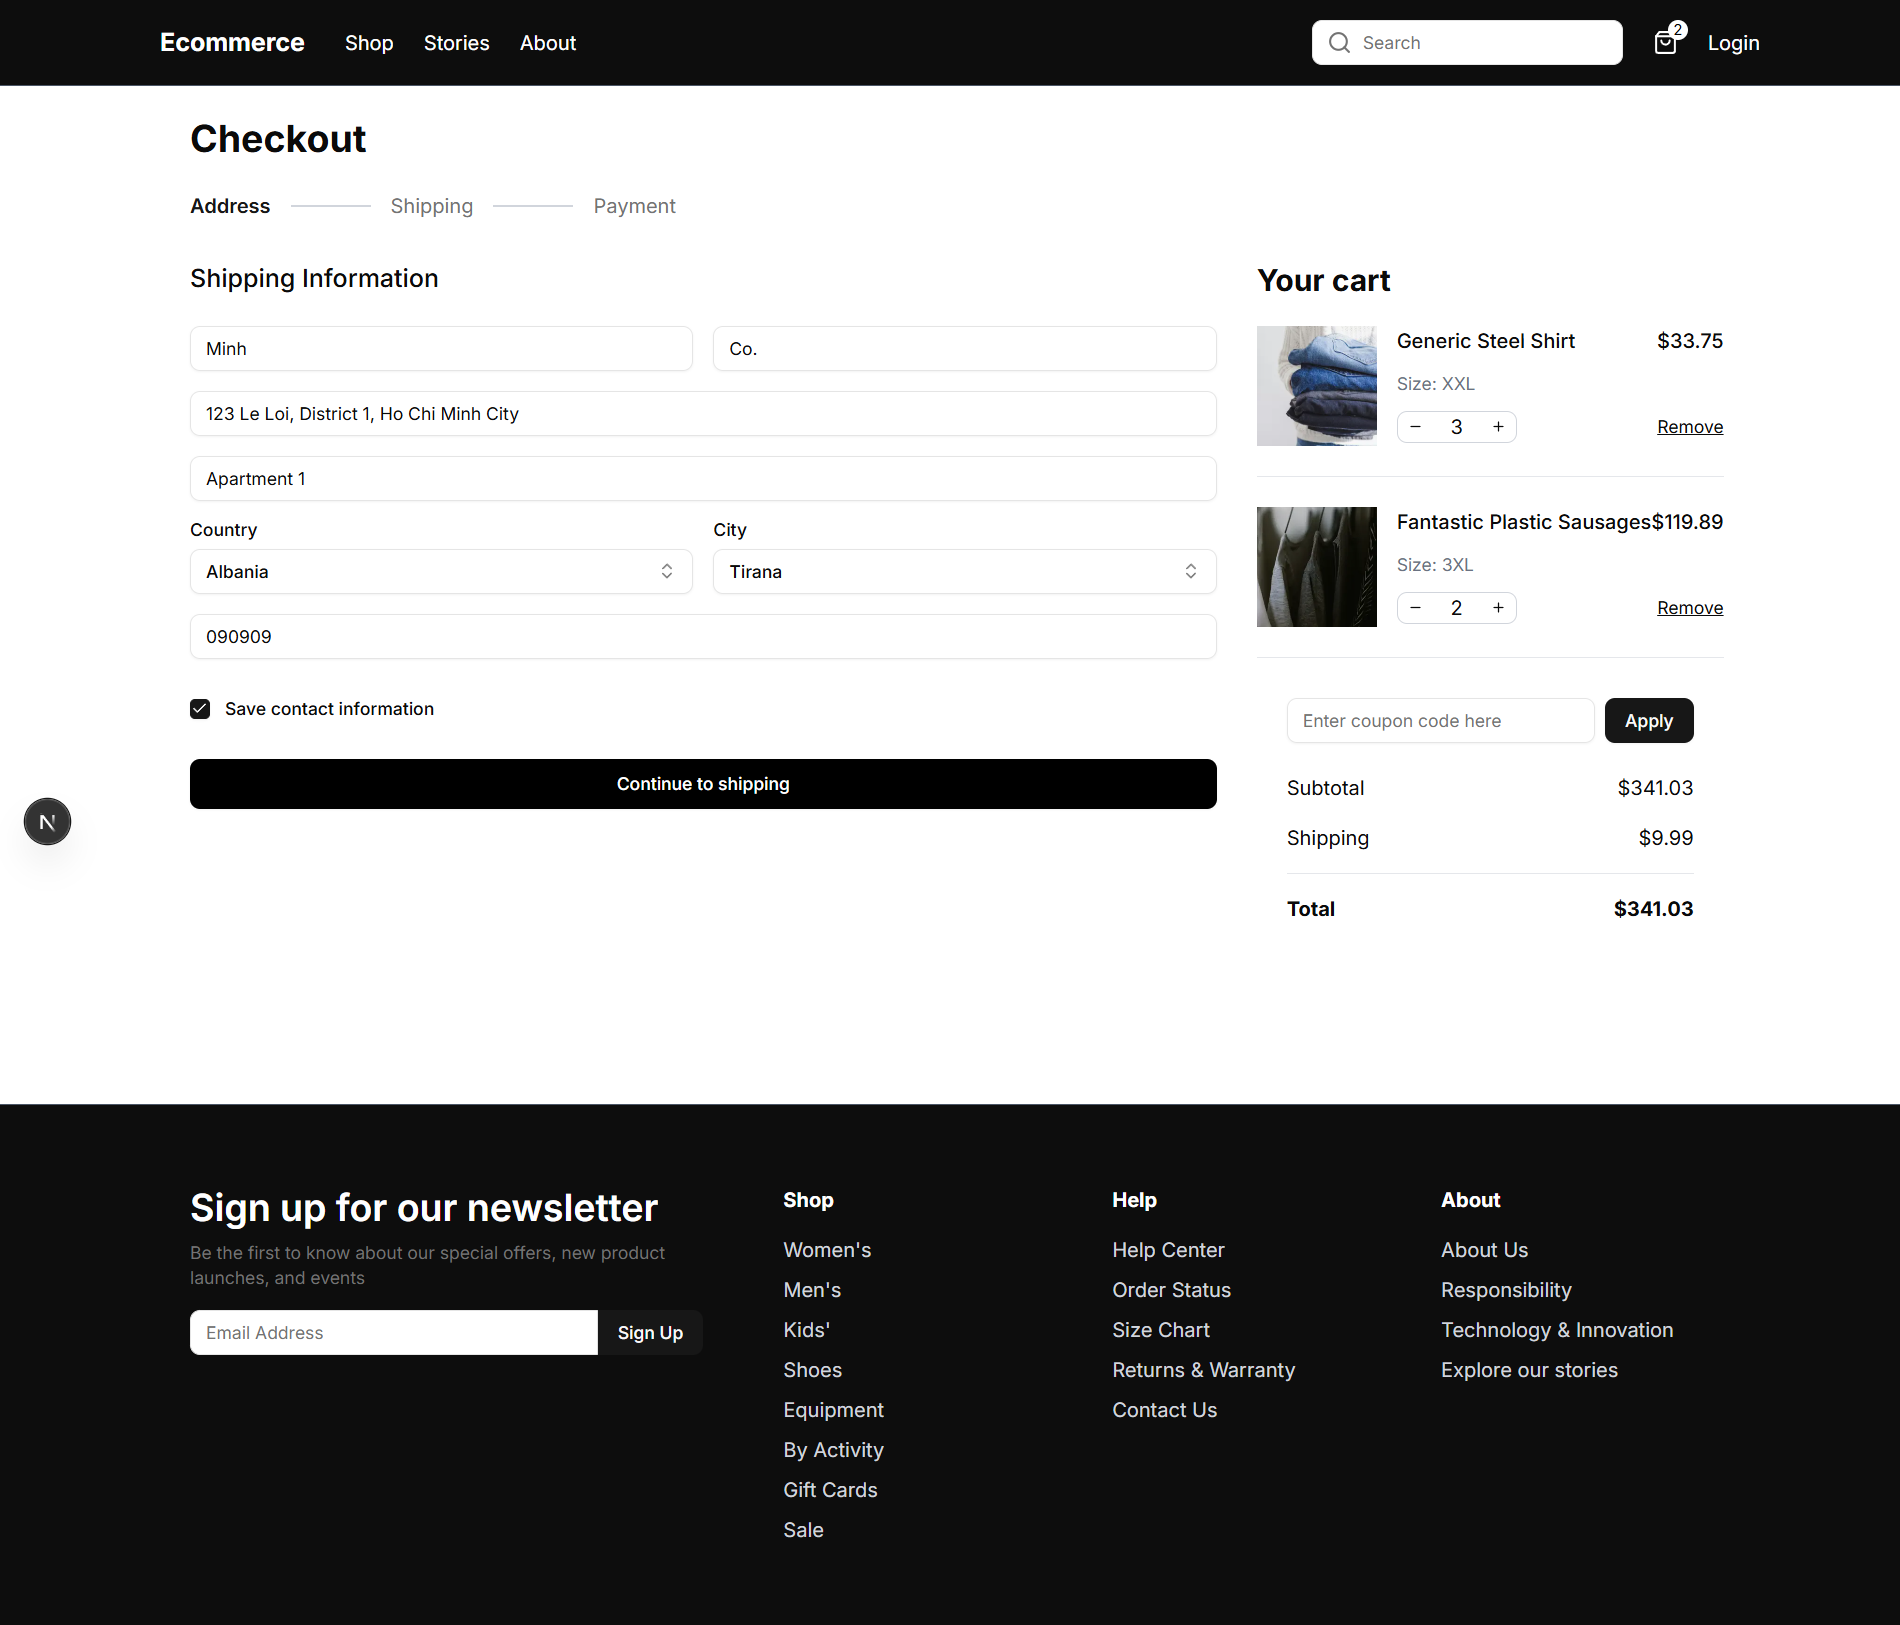 Ecommerce Shop Stories About Search 2 Login
Checkout
Address Shipping Payment
Shipping Information
Minh Co.
123 Le Loi, District 1, Ho Chi Minh City
Apartment 1
Country City
Albania Tirana
090909
Save contact information
Continue to shipping
N
Your cart
Generic Steel Shirt $33.75
Size: XXL
− 3 + Remove
Fantastic Plastic Sausages $119.89
Size: 3XL
− 2 + Remove
Enter coupon code here Apply
Subtotal $341.03
Shipping $9.99
Total $341.03
Sign up for our newsletter
Be the first to know about our special offers, new product
launches, and events
Email Address Sign Up
Shop
Women's
Men's
Kids'
Shoes
Equipment
By Activity
Gift Cards
Sale
Help
Help Center
Order Status
Size Chart
Returns & Warranty
Contact Us
About
About Us
Responsibility
Technology & Innovation
Explore our stories